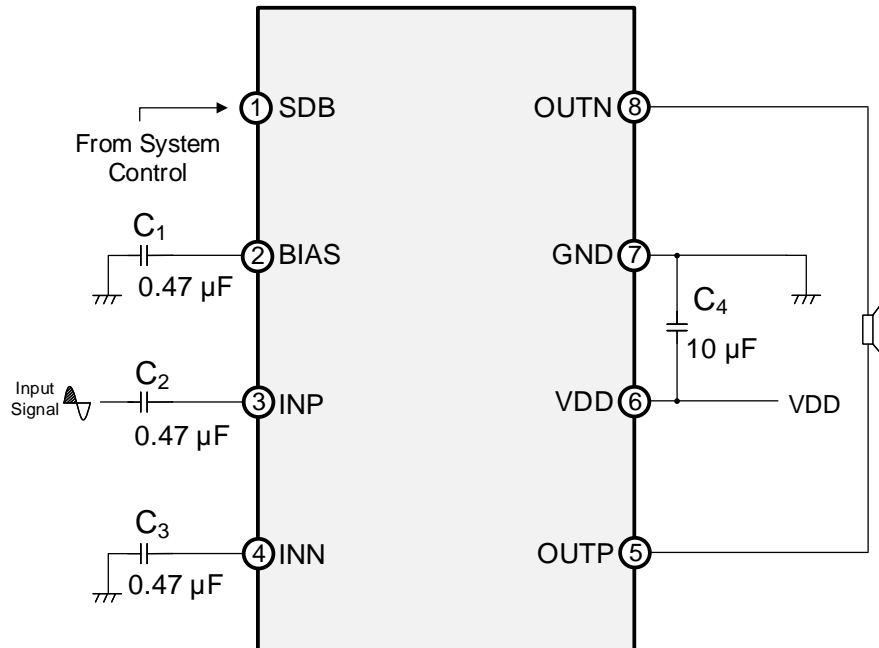 1 SDB
From System
Control
C₁
0.47 µF
2 BIAS
Input
Signal
C₂
0.47 µF
3 INP
C₃
0.47 µF
4 INN
OUTN 8
GND 7
C₄
10 µF
VDD 6
VDD
OUTP 5